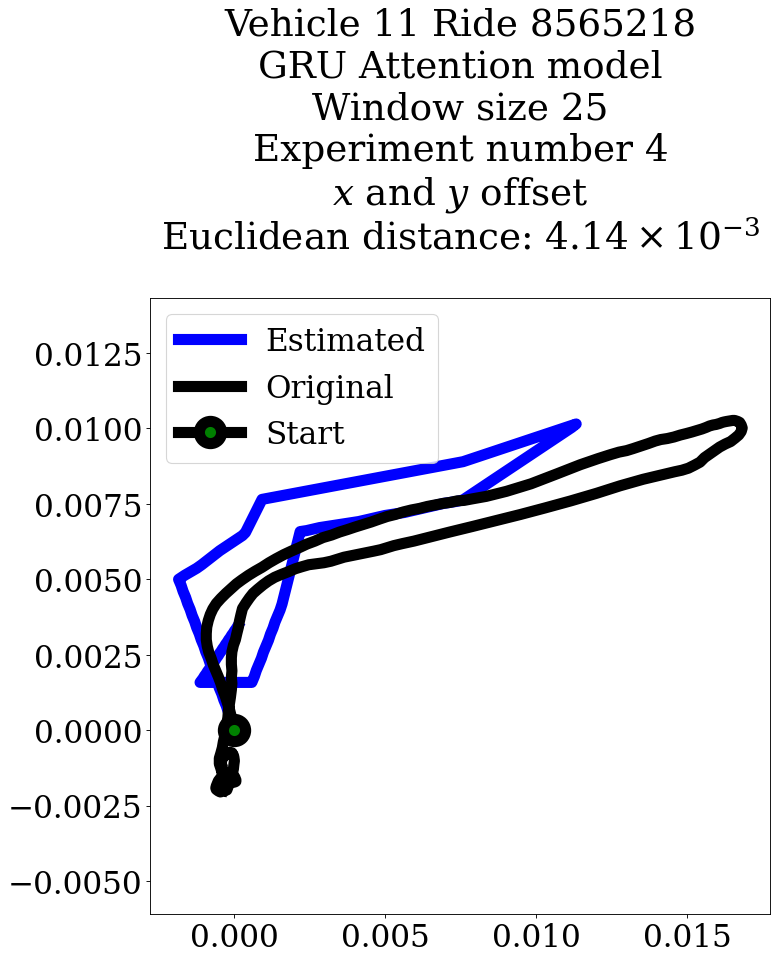 Vehicle 11 Ride 8565218
GRU Attention model
Window size 25
Experiment number 4
x and y offset
Euclidean distance: 4.14 × 10⁻³
Estimated
Original
Start
0.0125
0.0100
0.0075
0.0050
0.0025
0.0000
−0.0025
−0.0050
0.000 0.005 0.010 0.015